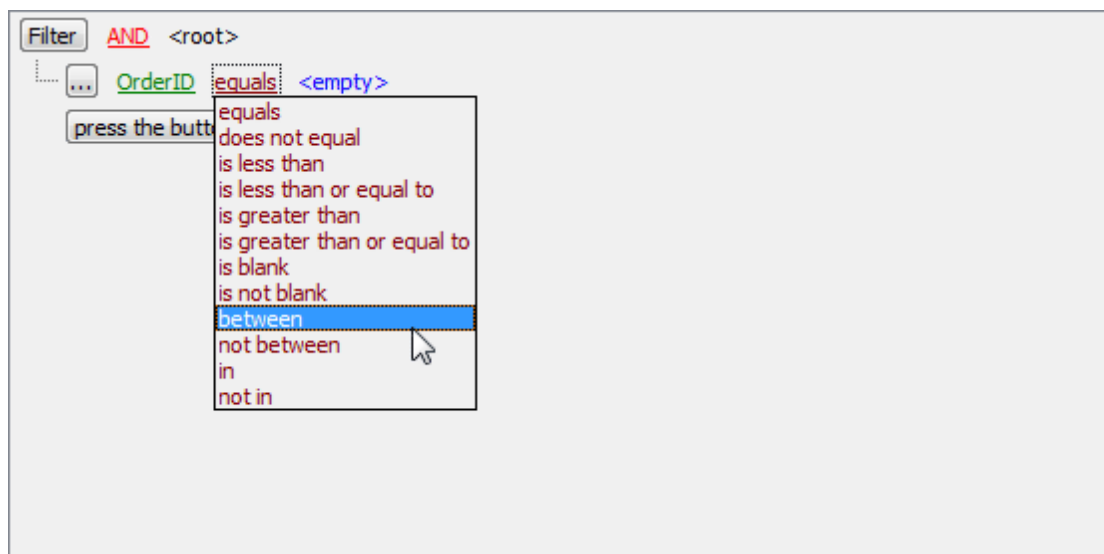 Filter AND <root>
... OrderID equals <empty>
press the butt
equals
does not equal
is less than
is less than or equal to
is greater than
is greater than or equal to
is blank
is not blank
between
not between
in
not in